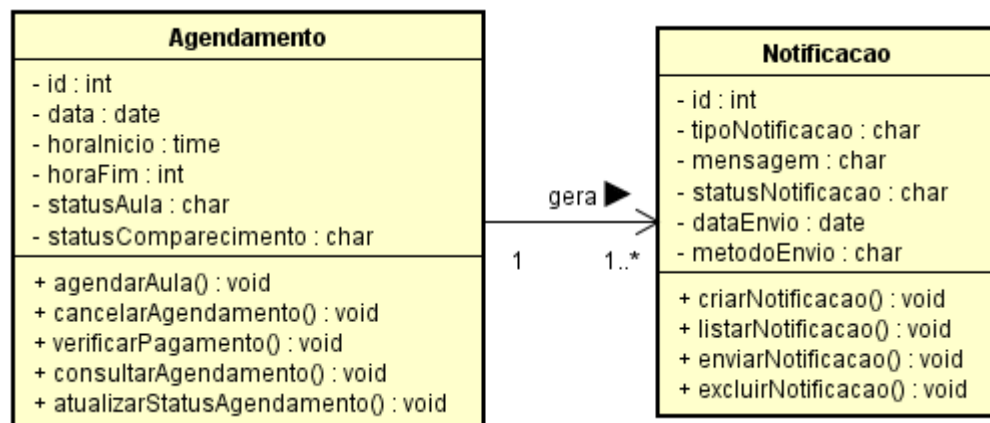 Agendamento
- id : int
- data : date
- horaInicio : time
- horaFim : int
- statusAula : char
- statusComparecimento : char
+ agendarAula() : void
+ cancelarAgendamento() : void
+ verificarPagamento() : void
+ consultarAgendamento() : void
+ atualizarStatusAgendamento() : void
gera ▶
1
1..*
Notificacao
- id : int
- tipoNotificacao : char
- mensagem : char
- statusNotificacao : char
- dataEnvio : date
- metodoEnvio : char
+ criarNotificacao() : void
+ listarNotificacao() : void
+ enviarNotificacao() : void
+ excluirNotificacao() : void